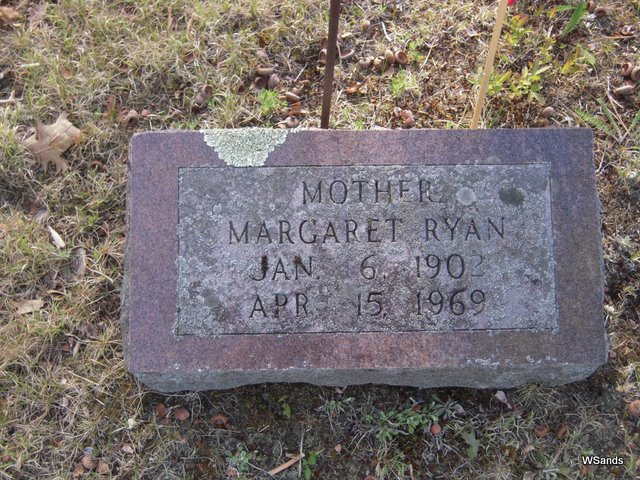 MOTHER
MARGARET RYAN
JAN 6, 1902
APR 15, 1969
WSands